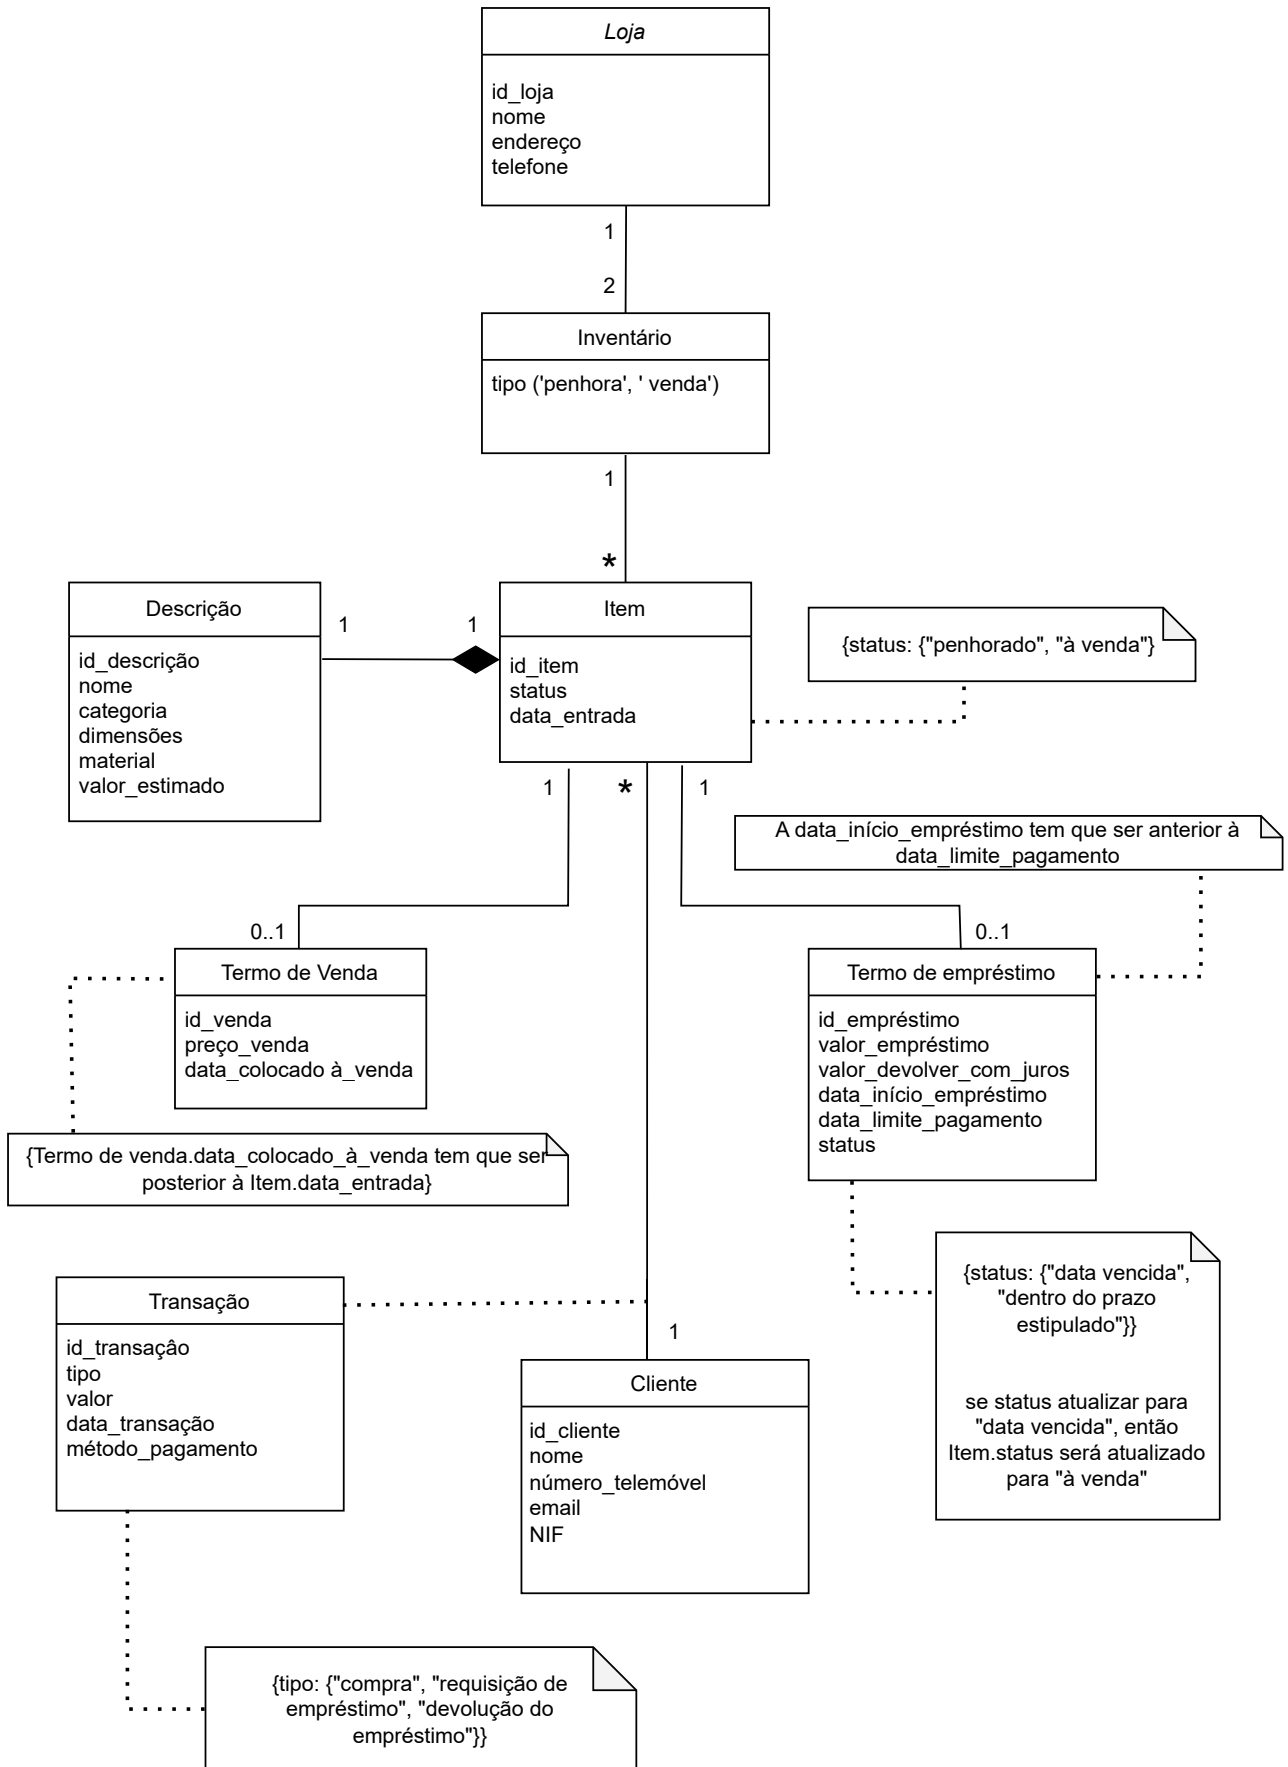 Loja
id_loja
nome
endereço
telefone
1
2
Inventário
tipo ('penhora', ' venda')
1
*
Descrição
id_descrição
nome
categoria
dimensões
material
valor_estimado
1
1
Item
id_item
status
data_entrada
{status: {"penhorado", "à venda"}
1
*
1
A data_início_empréstimo tem que ser anterior à
data_limite_pagamento
0..1
0..1
Termo de Venda
id_venda
preço_venda
data_colocado à_venda
Termo de empréstimo
id_empréstimo
valor_empréstimo
valor_devolver_com_juros
data_início_empréstimo
data_limite_pagamento
status
{Termo de venda.data_colocado_à_venda tem que ser
posterior à Item.data_entrada}
{status: {"data vencida",
"dentro do prazo
estipulado"}}
se status atualizar para
"data vencida", então
Item.status será atualizado
para "à venda"
Transação
id_transaçâo
tipo
valor
data_transação
método_pagamento
1
Cliente
id_cliente
nome
número_telemóvel
email
NIF
{tipo: {"compra", "requisição de
empréstimo", "devolução do
empréstimo"}}